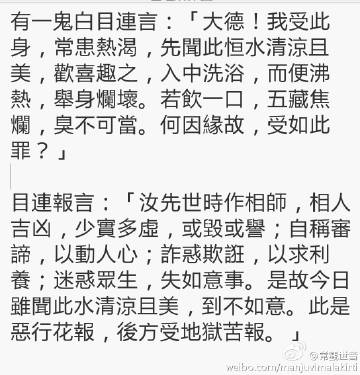 有一鬼白目連言：「大德！我受此
身，常患熱渴，先聞此恒水清涼且
美，歡喜趣之，入中洗浴，而便沸
熱，舉身爛壞。若飲一口，五藏焦
爛，臭不可當。何因緣故，受如此
罪？」
目連報言：「汝先世時作相師，相人
吉凶，少實多虛，或毀或譽；自稱審
諦，以動人心；詐惑欺誑，以求利
養；迷惑眾生，失如意事。是故今日
雖聞此水清涼且美，到不如意。此是
惡行花報，後方受地獄苦報。」
weibo.com/manjuvimalakirti